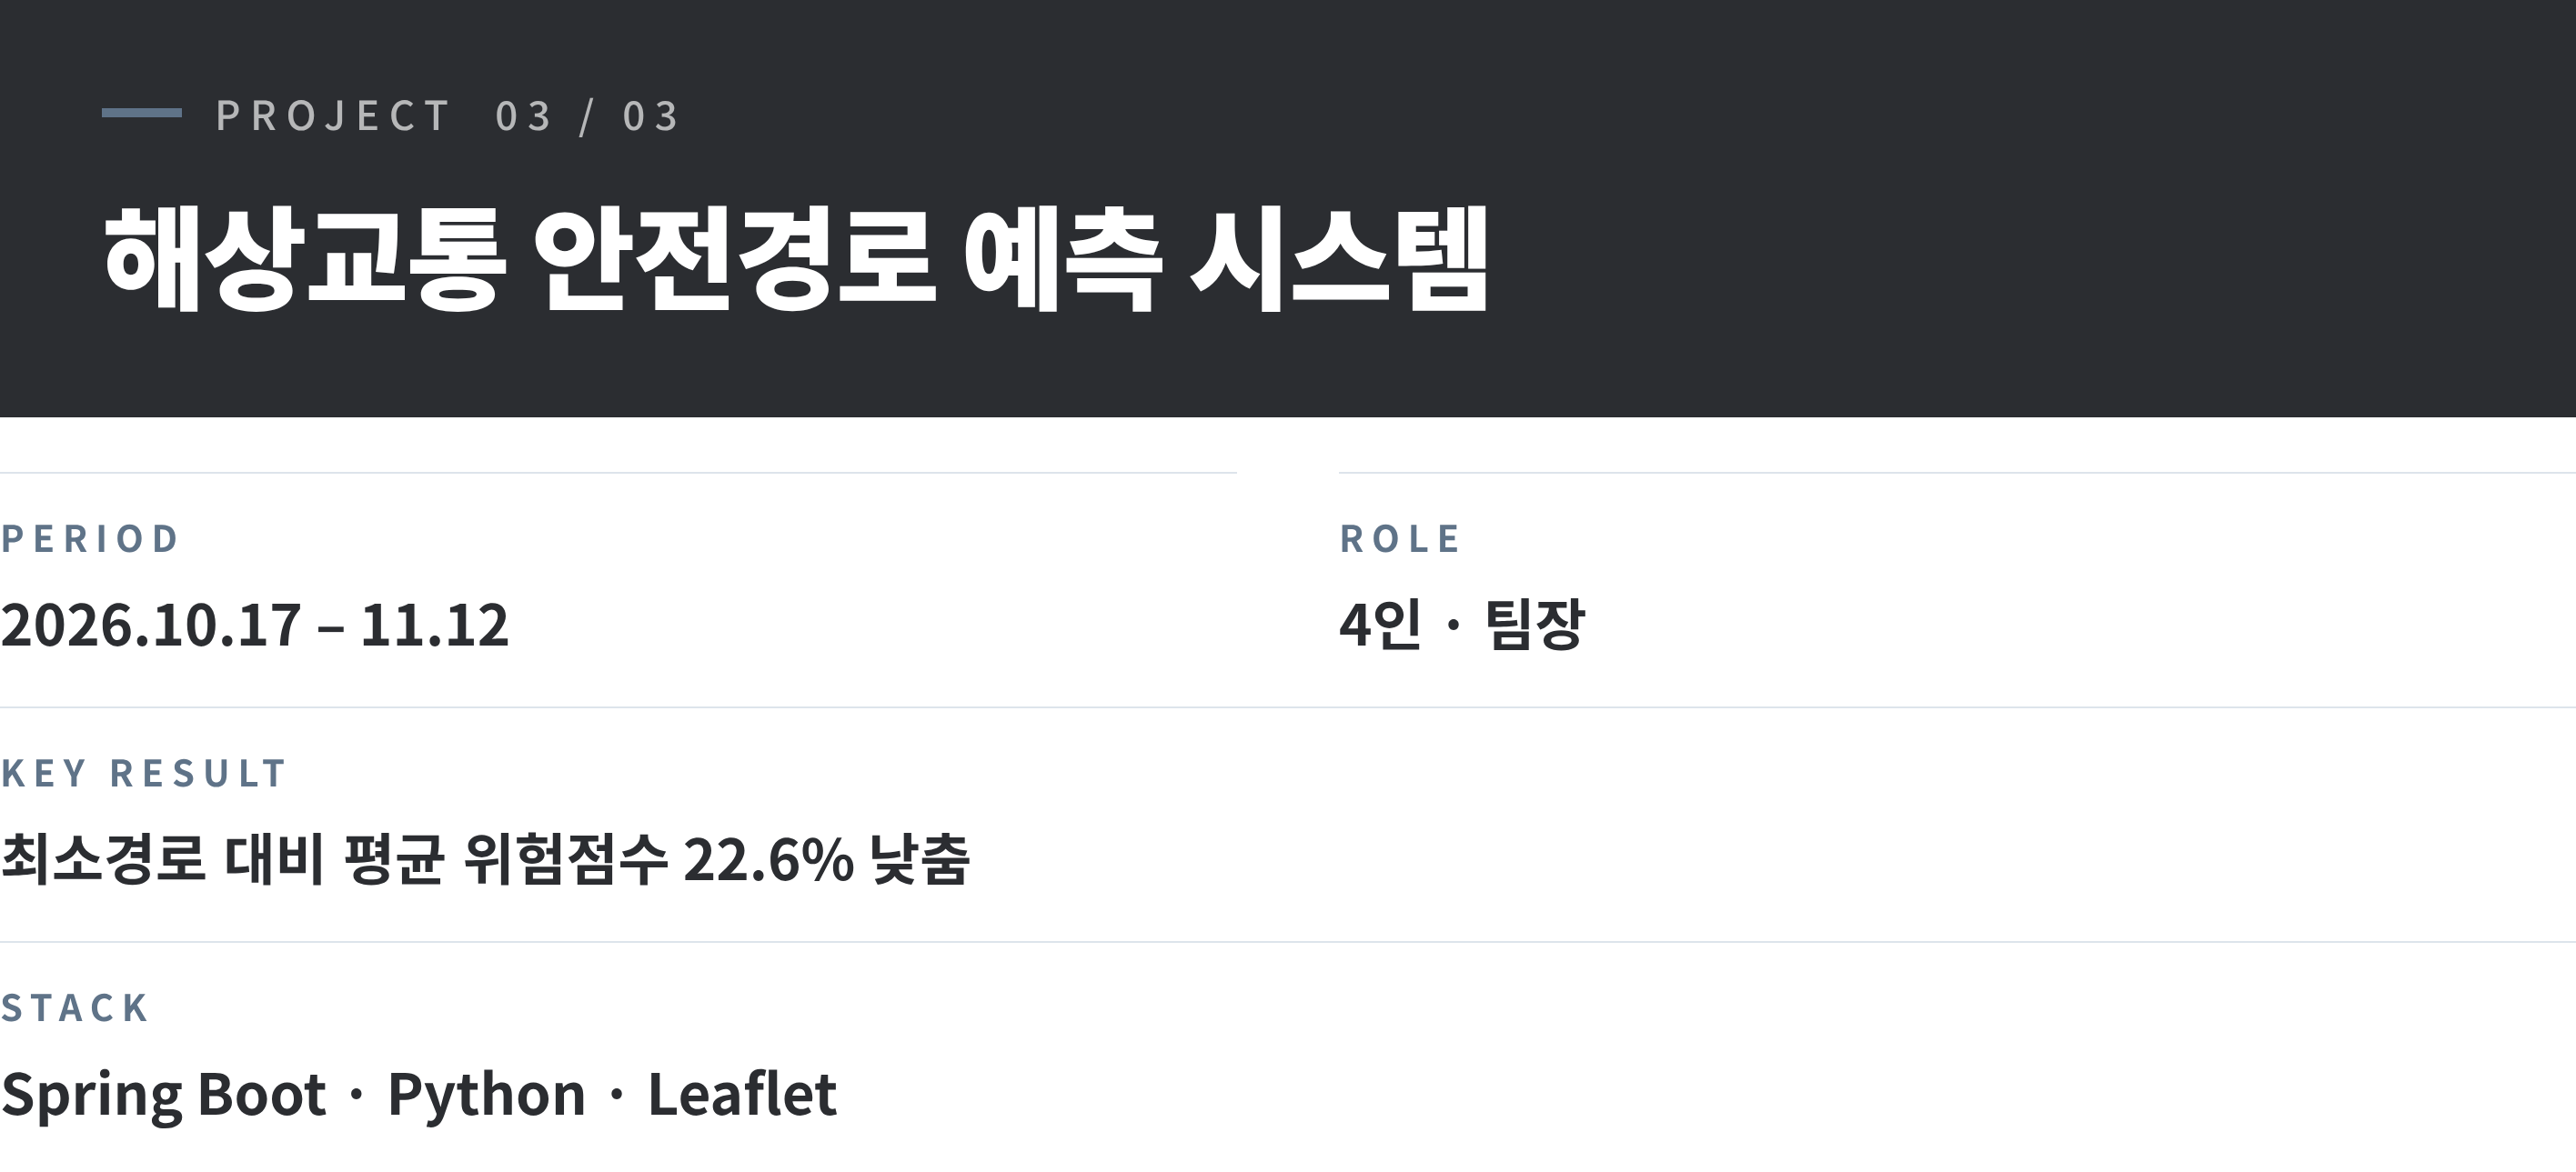 PROJECT 03 / 03
해상교통 안전경로 예측 시스템
PERIOD
2026.10.17 – 11.12
ROLE
4인 · 팀장
KEY RESULT
최소경로 대비 평균 위험점수 22.6% 낮춤
STACK
Spring Boot · Python · Leaflet